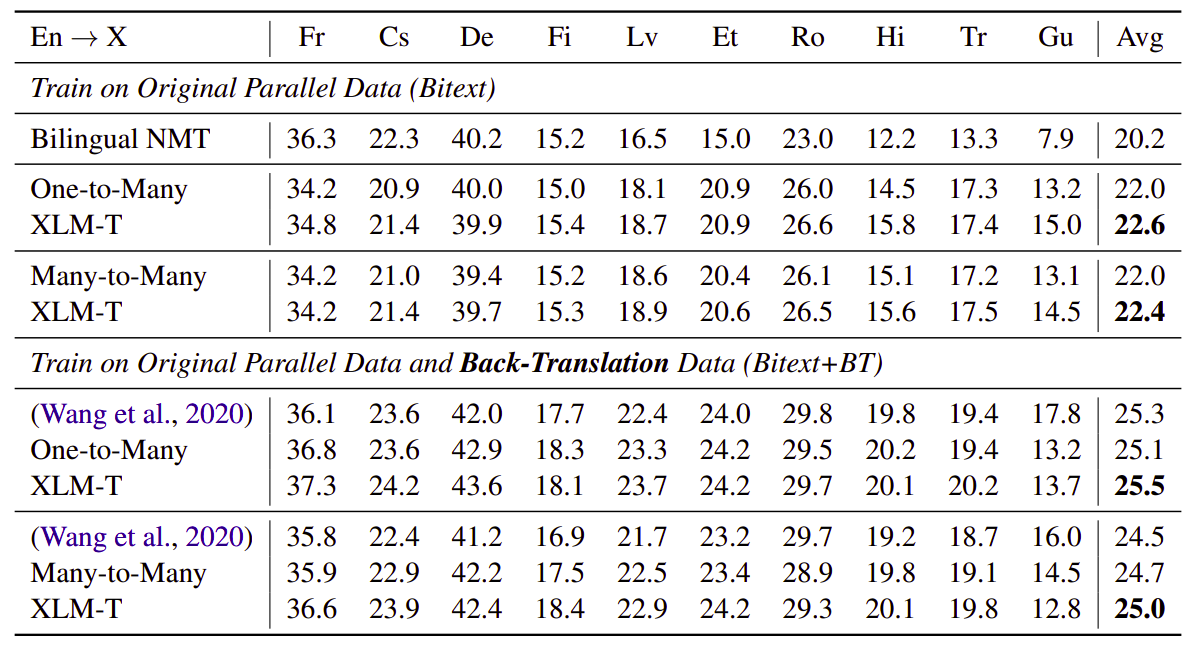 En → X Fr Cs De Fi Lv Et Ro Hi Tr Gu Avg
Train on Original Parallel Data (Bitext)
Bilingual NMT 36.3 22.3 40.2 15.2 16.5 15.0 23.0 12.2 13.3 7.9 20.2
One-to-Many 34.2 20.9 40.0 15.0 18.1 20.9 26.0 14.5 17.3 13.2 22.0
XLM-T 34.8 21.4 39.9 15.4 18.7 20.9 26.6 15.8 17.4 15.0 22.6
Many-to-Many 34.2 21.0 39.4 15.2 18.6 20.4 26.1 15.1 17.2 13.1 22.0
XLM-T 34.2 21.4 39.7 15.3 18.9 20.6 26.5 15.6 17.5 14.5 22.4
Train on Original Parallel Data and Back-Translation Data (Bitext+BT)
(Wang et al., 2020) 36.1 23.6 42.0 17.7 22.4 24.0 29.8 19.8 19.4 17.8 25.3
One-to-Many 36.8 23.6 42.9 18.3 23.3 24.2 29.5 20.2 19.4 13.2 25.1
XLM-T 37.3 24.2 43.6 18.1 23.7 24.2 29.7 20.1 20.2 13.7 25.5
(Wang et al., 2020) 35.8 22.4 41.2 16.9 21.7 23.2 29.7 19.2 18.7 16.0 24.5
Many-to-Many 35.9 22.9 42.2 17.5 22.5 23.4 28.9 19.8 19.1 14.5 24.7
XLM-T 36.6 23.9 42.4 18.4 22.9 24.2 29.3 20.1 19.8 12.8 25.0